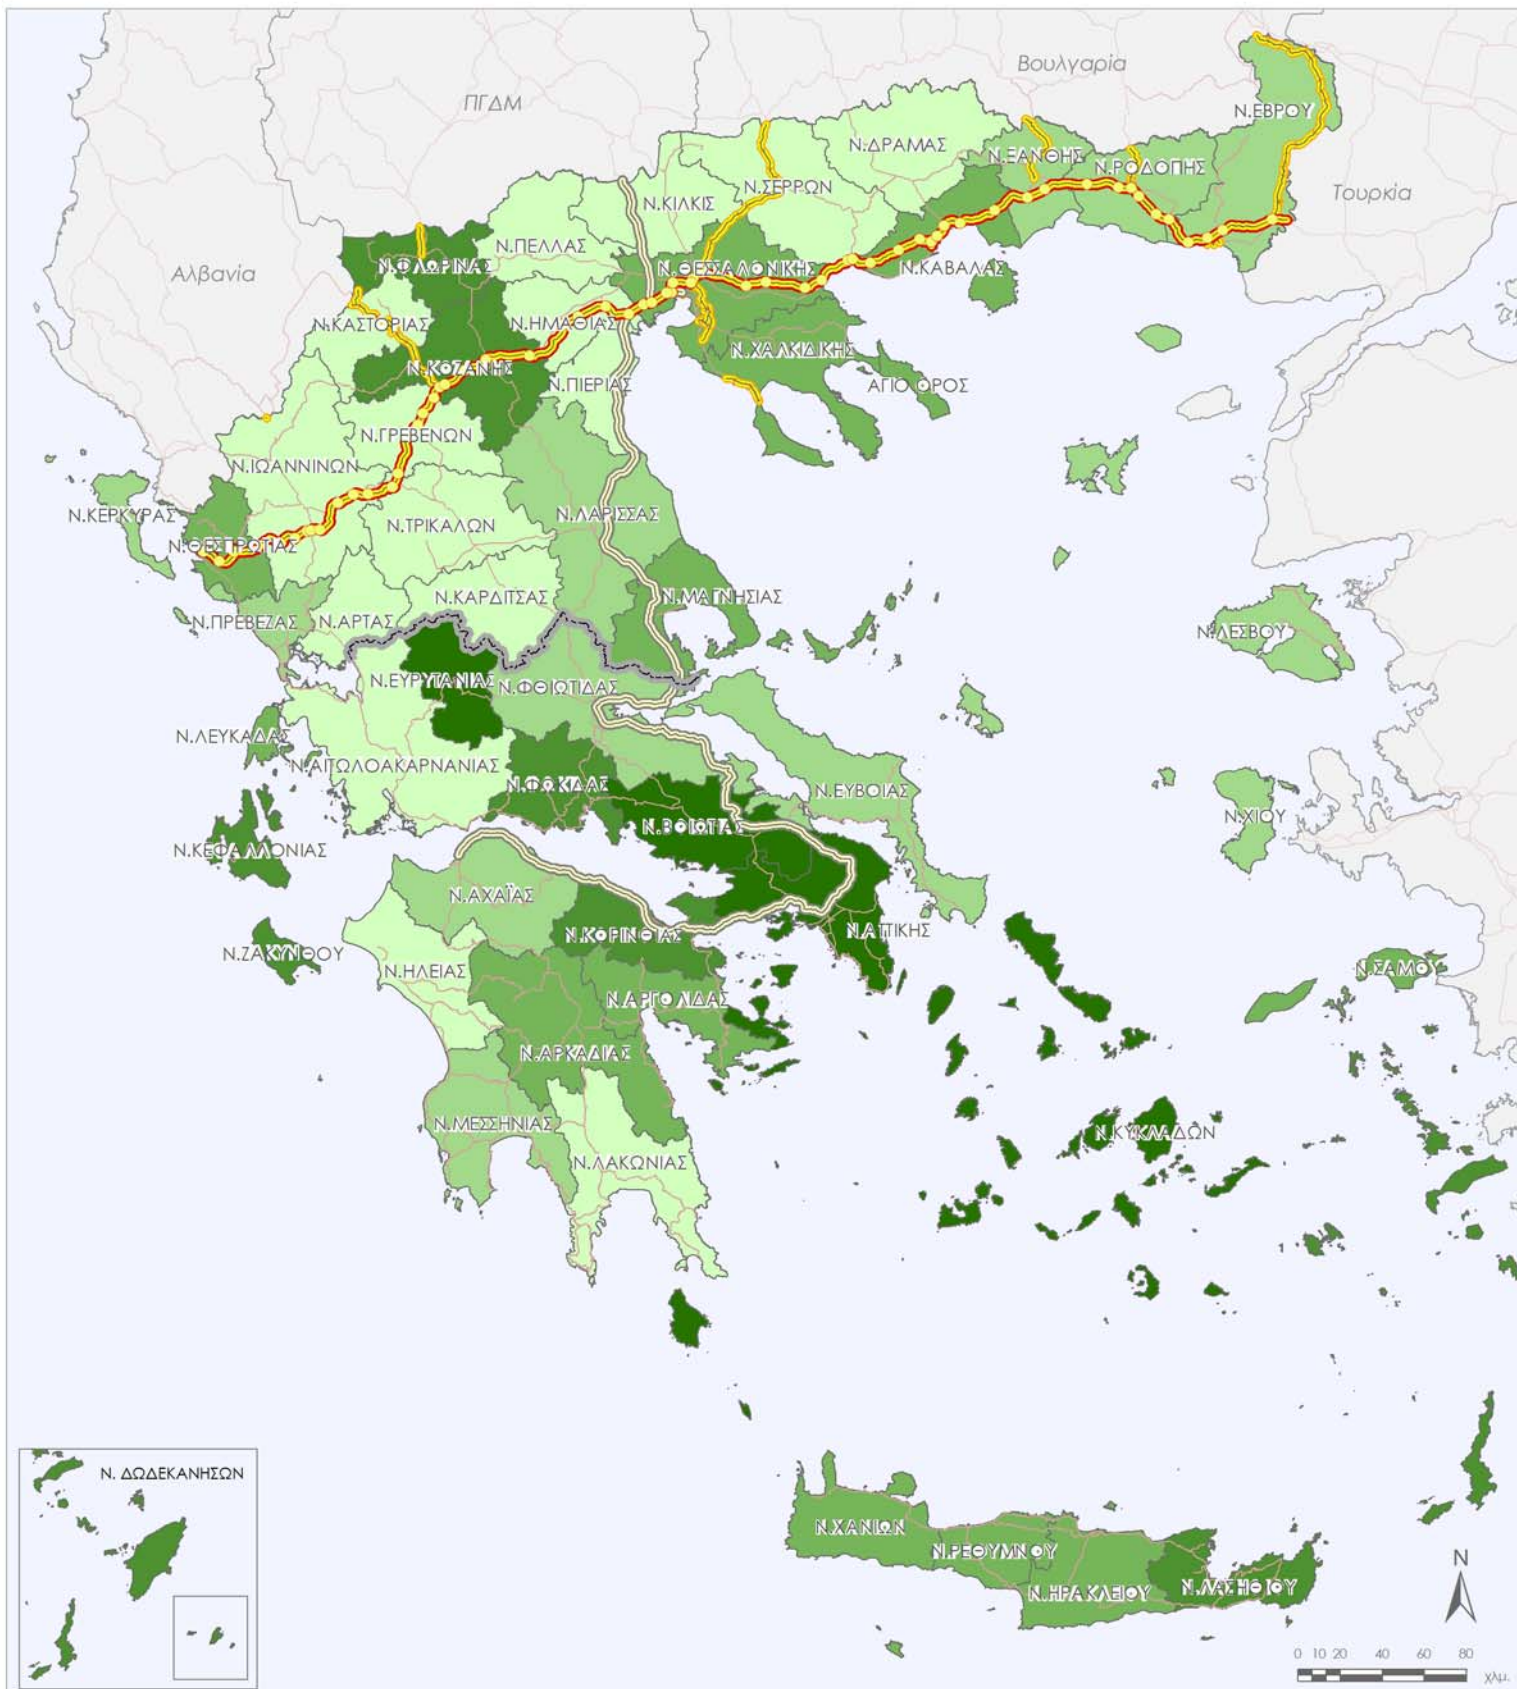 Βουλγαρία
ΠΓΔΜ
Ν.ΕΒΡΟΥ
Ν.ΔΡΑΜΑΣ
Ν.ΞΑΝΘΗΣ
Ν.ΡΟΔΟΠΗΣ
Ν.ΣΕΡΡΩΝ
Τουρκία
Ν.ΚΙΛΚΙΣ
Ν.ΠΕΛΛΑΣ
Αλβανία
Ν.ΦΛΩΡΙΝΑΣ
Ν.ΘΕΣΣΑΛΟΝΙΚΗΣ
Ν.ΚΑΒΑΛΑΣ
Ν.ΚΑΣΤΟΡΙΑΣ
Ν.ΗΜΑΘΙΑΣ
Ν.ΧΑΛΚΙΔΙΚΗΣ
Ν.ΚΟΖΑΝΗΣ
Ν.ΠΙΕΡΙΑΣ
ΑΓΙΟ ΟΡΟΣ
Ν.ΓΡΕΒΕΝΩΝ
Ν.ΙΩΑΝΝΙΝΩΝ
Ν.ΚΕΡΚΥΡΑΣ
Ν.ΛΑΡΙΣΣΑΣ
Ν.ΤΡΙΚΑΛΩΝ
Ν.ΘΕΣΠΡΩΤΙΑΣ
Ν.ΚΑΡΔΙΤΣΑΣ
Ν.ΜΑΓΝΗΣΙΑΣ
Ν.ΠΡΕΒΕΖΑΣ
Ν.ΑΡΤΑΣ
Ν.ΛΕΣΒΟΥ
Ν.ΕΥΡΥΤΑΝΙΑΣ
Ν.ΦΘΙΩΤΙΔΑΣ
Ν.ΛΕΥΚΑΔΑΣ
Ν.ΑΙΤΩΛΟΑΚΑΡΝΑΝΙΑΣ
Ν.ΦΩΚΙΔΑΣ
Ν.ΕΥΒΟΙΑΣ
Ν.ΧΙΟΥ
Ν.ΒΟΙΩΤΙΑΣ
Ν.ΚΕΦΑΛΛΟΝΙΑΣ
Ν.ΑΧΑΪΑΣ
Ν.ΑΤΤΙΚΗΣ
Ν.ΚΟΡΙΝΘΙΑΣ
Ν.ΖΑΚΥΝΘΟΥ
Ν.ΗΛΕΙΑΣ
Ν.ΣΑΜΟΥ
Ν.ΑΡΓΟΛΙΔΑΣ
Ν.ΑΡΚΑΔΙΑΣ
Ν.ΜΕΣΣΗΝΙΑΣ
Ν.ΚΥΚΛΑΔΩΝ
Ν.ΛΑΚΩΝΙΑΣ
Ν. ΔΩΔΕΚΑΝΗΣΩΝ
Ν.ΧΑΝΙΩΝ
Ν.ΡΕΘΥΜΝΟΥ
Ν.ΗΡΑΚΛΕΙΟΥ
Ν.ΛΑΣΗΘΙΟΥ
N
0 10 20 40 60 80
χλμ.